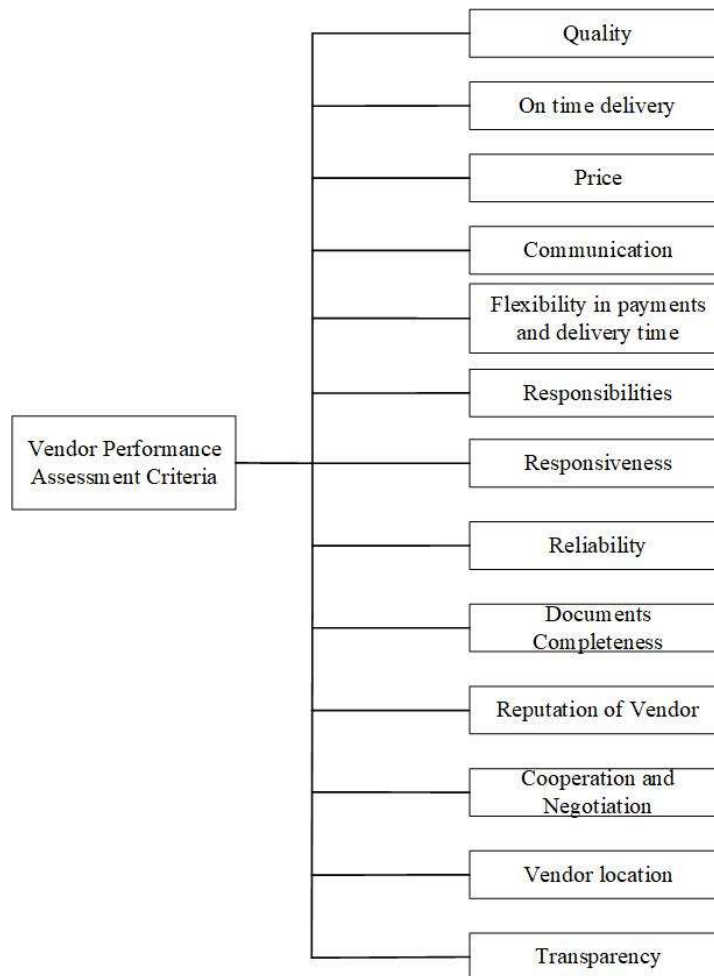 Quality
On time delivery
Price
Communication
Flexibility in payments
and delivery time
Responsibilities
Vendor Performance
Assessment Criteria
Responsiveness
Reliability
Documents
Completeness
Reputation of Vendor
Cooperation and
Negotiation
Vendor location
Transparency